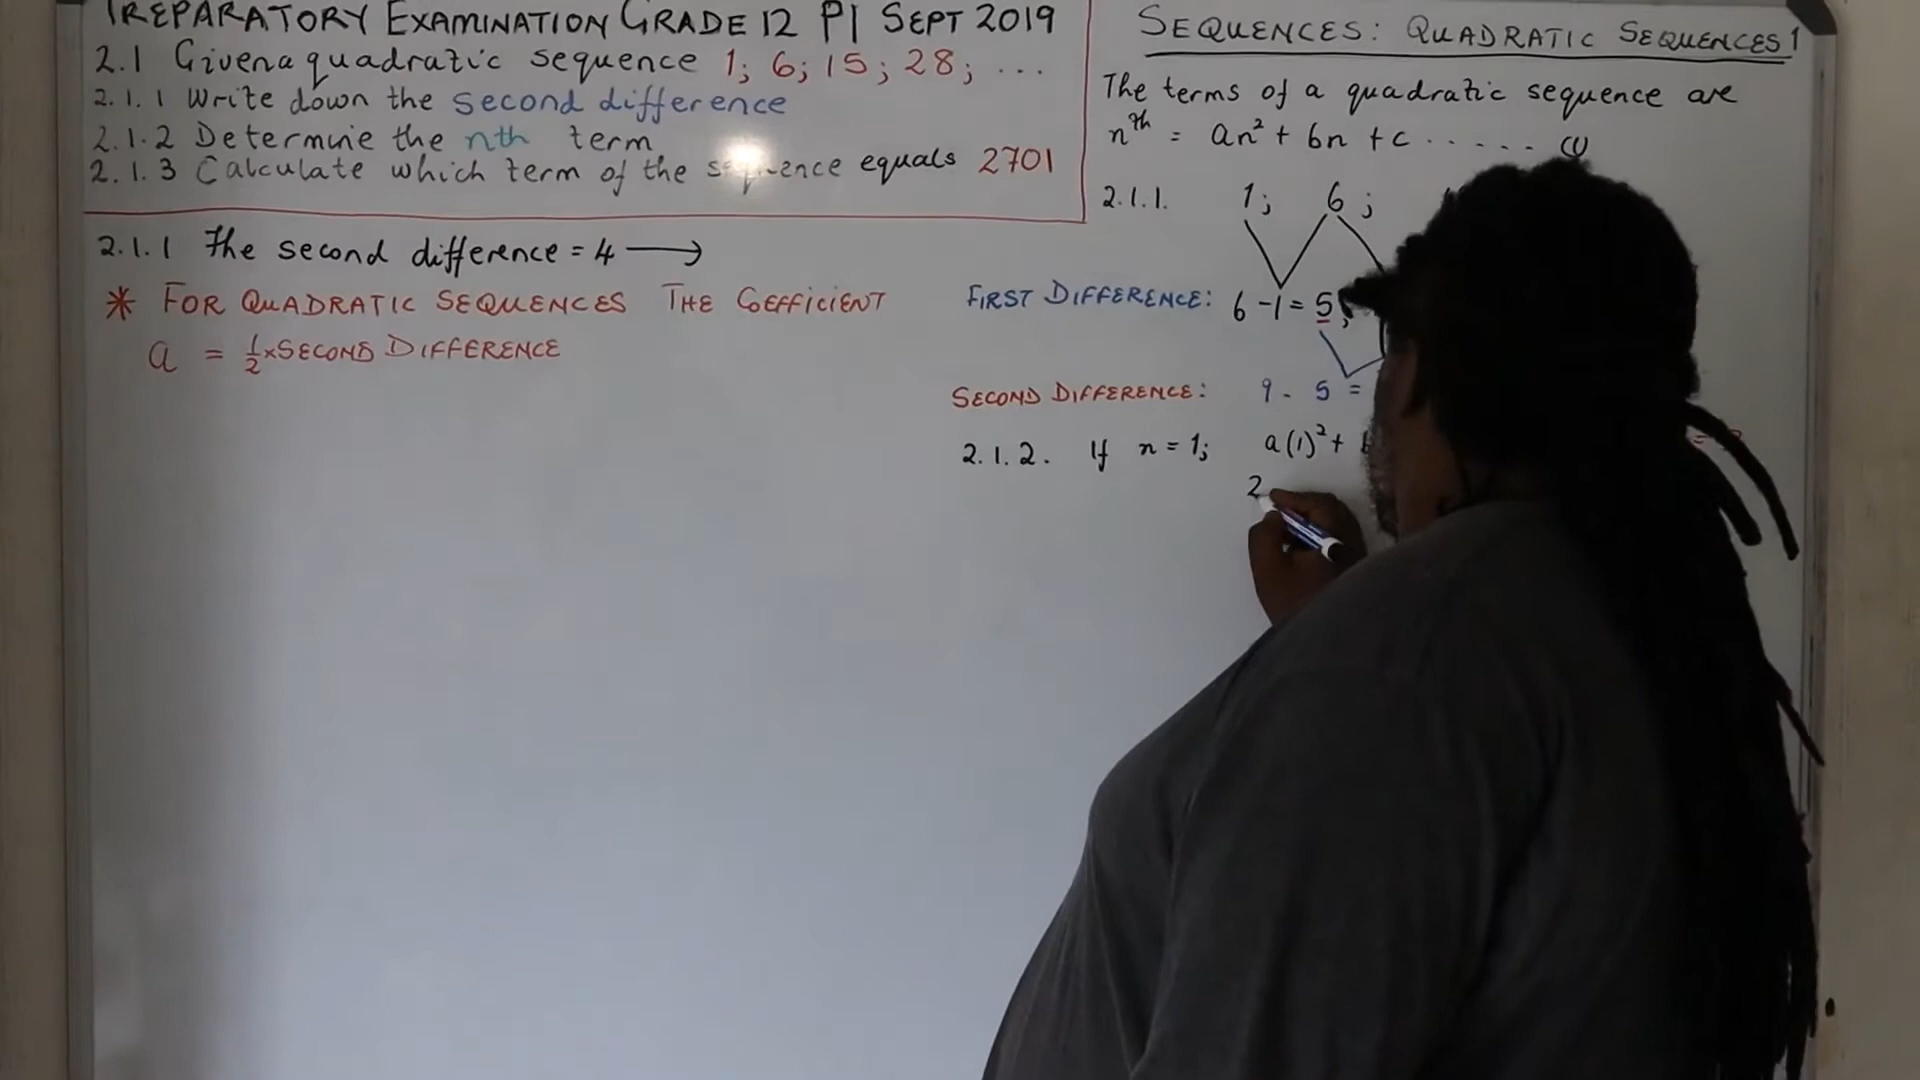 PREPARATORY EXAMINATION GRADE 12 P1 SEPT 2019
2.1 Given a quadratic sequence 1; 6; 15; 28; ...
2.1.1 Write down the second difference
2.1.2 Determine the nth term
2.1.3 Calculate which term of the sequence equals 2701
2.1.1 The second difference = 4 →
* FOR QUADRATIC SEQUENCES THE COEFFICIENT
a = 1/2 × SECOND DIFFERENCE
SEQUENCES: QUADRATIC SEQUENCES 1
The terms of a quadratic sequence are
nth = an² + bn + c ...... (1)
2.1.1. 1; 6;
FIRST DIFFERENCE: 6 - 1 = 5;
SECOND DIFFERENCE: 9 - 5 =
2.1.2. If n = 1; a(1)² +
2